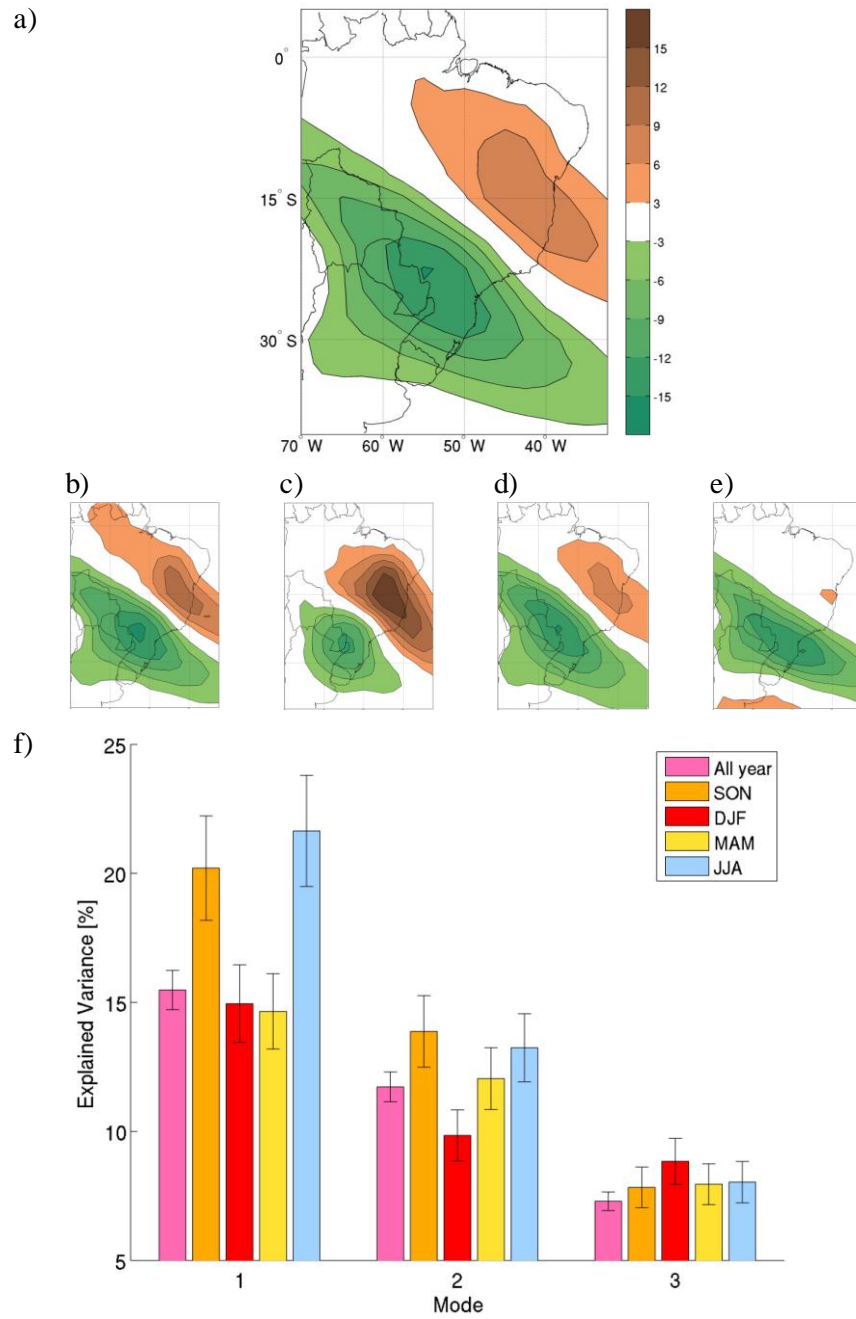 a)
0°
15° S
30° S
70° W 60° W 50° W 40° W
15
12
9
6
3
-3
-6
-9
-12
-15
b) c) d) e)
f)
25
20
15
10
5
Explained Variance [%]
1 2 3
Mode
All year
SON
DJF
MAM
JJA